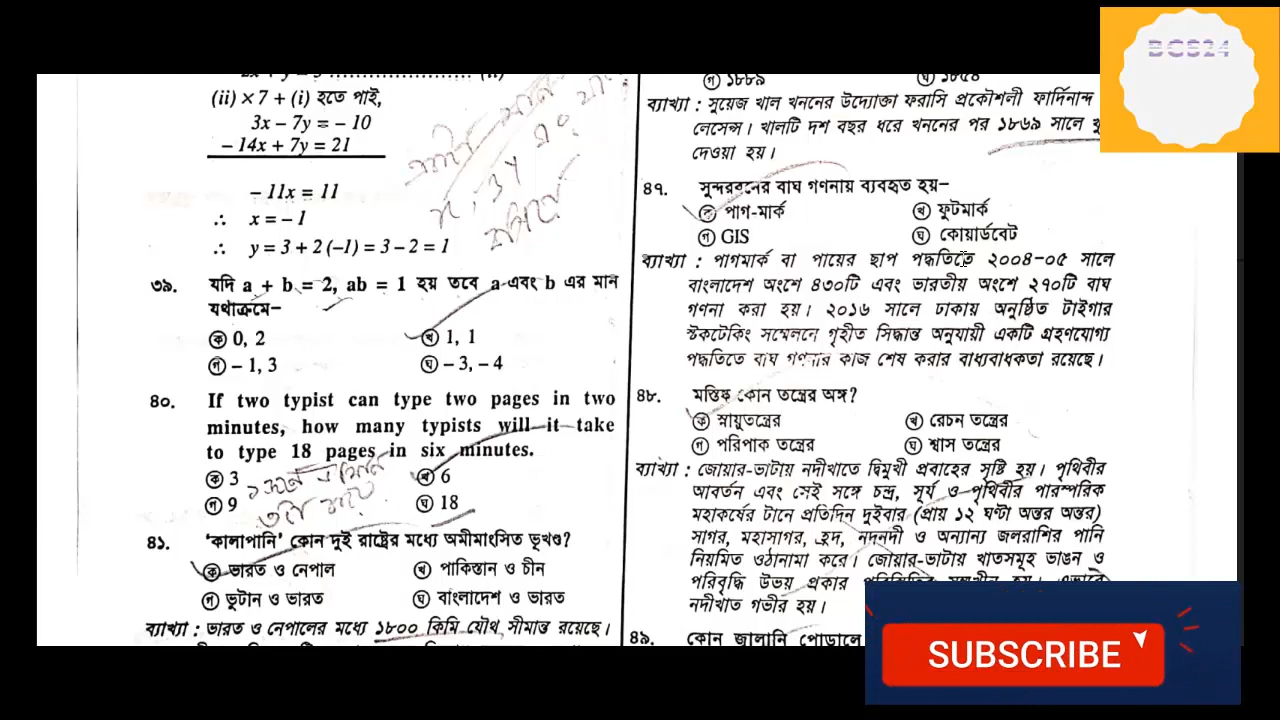 (ii) × 7 + (i) হতে পাই,
3x – 7y = – 10
– 14x + 7y = 21
– 11x = 11
∴ x = – 1
∴ y = 3 + 2 (–1) = 3 – 2 = 1
৩৯. যদি a + b = 2, ab = 1 হয় তবে a এবং b এর মান
যথাক্রমে–
ক 0, 2 খ 1, 1
গ – 1, 3 ঘ – 3, – 4
৪০. If two typist can type two pages in two
minutes, how many typists will it take
to type 18 pages in six minutes.
ক 3 খ 6
গ 9 ঘ 18
৪১. ‘কালাপানি’ কোন দুই রাষ্ট্রের মধ্যে অমীমাংসিত ভূখণ্ড?
ক ভারত ও নেপাল খ পাকিস্তান ও চীন
গ ভুটান ও ভারত ঘ বাংলাদেশ ও ভারত
ব্যাখ্যা : ভারত ও নেপালের মধ্যে ১৮০০ কিমি যৌথ সীমান্ত রয়েছে।
গ ১৮৮৯ ঘ ১৮৫৪
ব্যাখ্যা : সুয়েজ খাল খননের উদ্যোক্তা ফরাসি প্রকৌশলী ফার্দিনান্দ
লেসেন্স। খালটি দশ বছর ধরে খননের পর ১৮৬৯ সালে
দেওয়া হয়।
৪৭. সুন্দরবনের বাঘ গণনায় ব্যবহৃত হয়–
ক পাগ-মার্ক খ ফুটমার্ক
গ GIS ঘ কোয়ার্ডবেট
ব্যাখ্যা : পাগমার্ক বা পায়ের ছাপ পদ্ধতিতে ২০০৪-০৫ সালে
বাংলাদেশ অংশে ৪৩০টি এবং ভারতীয় অংশে ২৭০টি বাঘ
গণনা করা হয়। ২০১৬ সালে ঢাকায় অনুষ্ঠিত টাইগার
স্টকটেকিং সম্মেলনে গৃহীত সিদ্ধান্ত অনুযায়ী একটি গ্রহণযোগ্য
পদ্ধতিতে বাঘ গণনার কাজ শেষ করার বাধ্যবাধকতা রয়েছে।
৪৮. মস্তিষ্ক কোন তন্ত্রের অঙ্গ?
ক স্নায়ুতন্ত্রের খ রেচন তন্ত্রের
গ পরিপাক তন্ত্রের ঘ শ্বাস তন্ত্রের
ব্যাখ্যা : জোয়ার-ভাটায় নদীখাতে দ্বিমুখী প্রবাহের সৃষ্টি হয়। পৃথিবীর
আবর্তন এবং সেই সঙ্গে চন্দ্র, সূর্য ও পৃথিবীর পারস্পরিক
মহাকর্ষের টানে প্রতিদিন দুইবার (প্রায় ১২ ঘণ্টা অন্তর অন্তর)
সাগর, মহাসাগর, হ্রদ, নদনদী ও অন্যান্য জলরাশির পানি
নিয়মিত ওঠানামা করে। জোয়ার-ভাটায় খাতসমূহ ভাঙন ও
পরিবৃদ্ধি উভয় প্রকার
নদীখাত গভীর হয়।
৪৯. কোন জালানি পোড়ালে
BCS24
SUBSCRIBE